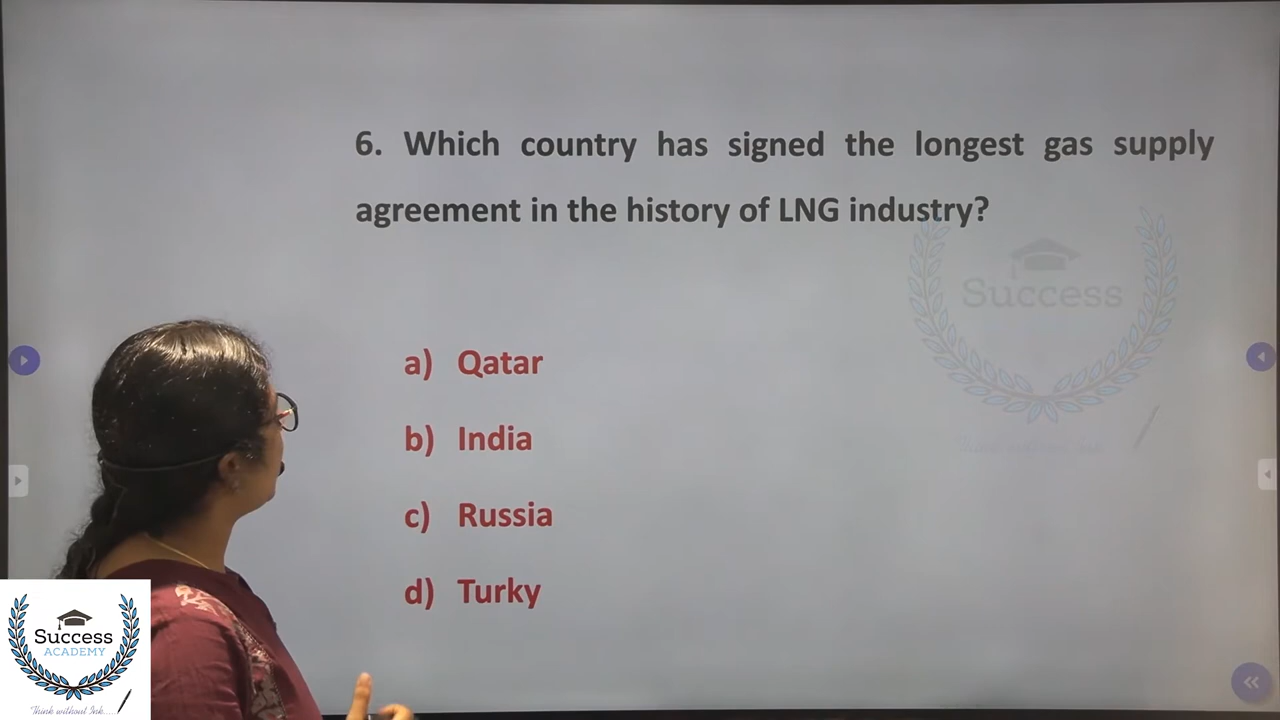 6. Which country has signed the longest gas supply
agreement in the history of LNG industry?
Success
a) Qatar
b) India
c) Russia
d) Turky
Success
ACADEMY
Think without Ink....